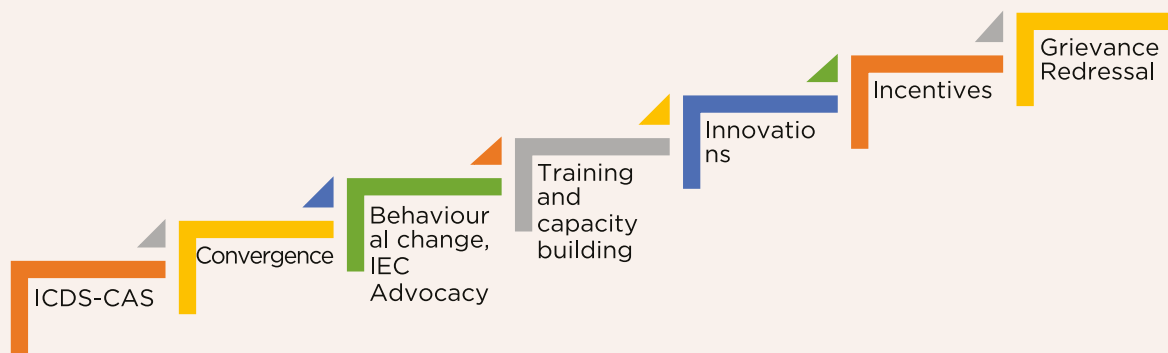 ICDS-CAS
Convergence
Behaviour
al change,
IEC
Advocacy
Training
and
capacity
building
Innovatio
ns
Incentives
Grievance
Redressal